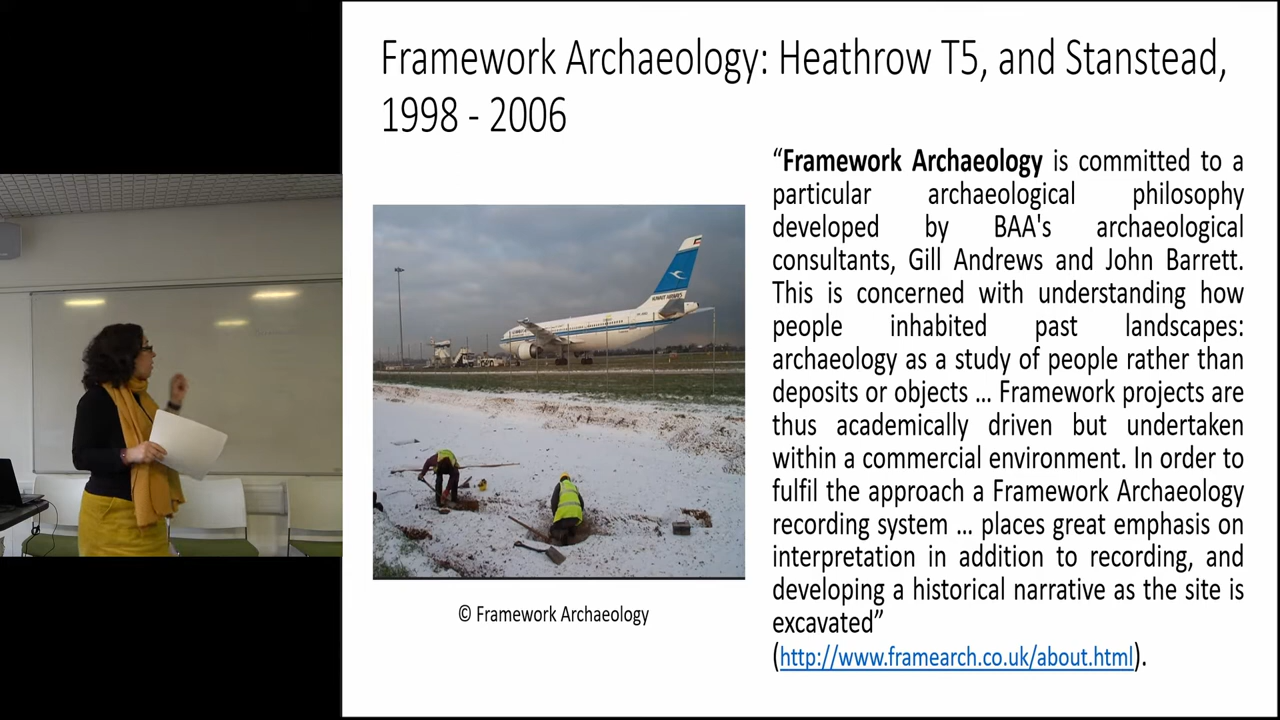 Framework Archaeology: Heathrow T5, and Stanstead,
1998 - 2006
“Framework Archaeology is committed to a
particular archaeological philosophy
developed by BAA's archaeological
consultants, Gill Andrews and John Barrett.
This is concerned with understanding how
people inhabited past landscapes:
archaeology as a study of people rather than
deposits or objects ... Framework projects are
thus academically driven but undertaken
within a commercial environment. In order to
fulfil the approach a Framework Archaeology
recording system ... places great emphasis on
interpretation in addition to recording, and
developing a historical narrative as the site is
excavated”
(http://www.framearch.co.uk/about.html).
KUWAIT AIRWAYS
© Framework Archaeology